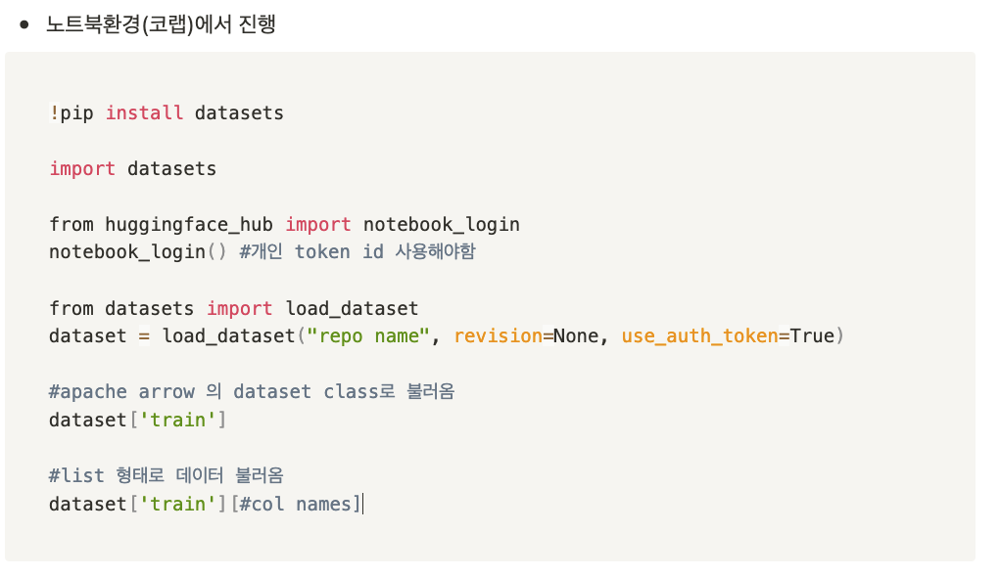 • 노트북환경(코랩)에서 진행
!pip install datasets
import datasets
from huggingface_hub import notebook_login
notebook_login() #개인 token id 사용해야함
from datasets import load_dataset
dataset = load_dataset("repo name", revision=None, use_auth_token=True)
#apache arrow 의 dataset class로 불러옴
dataset['train']
#list 형태로 데이터 불러옴
dataset['train'][#col names]